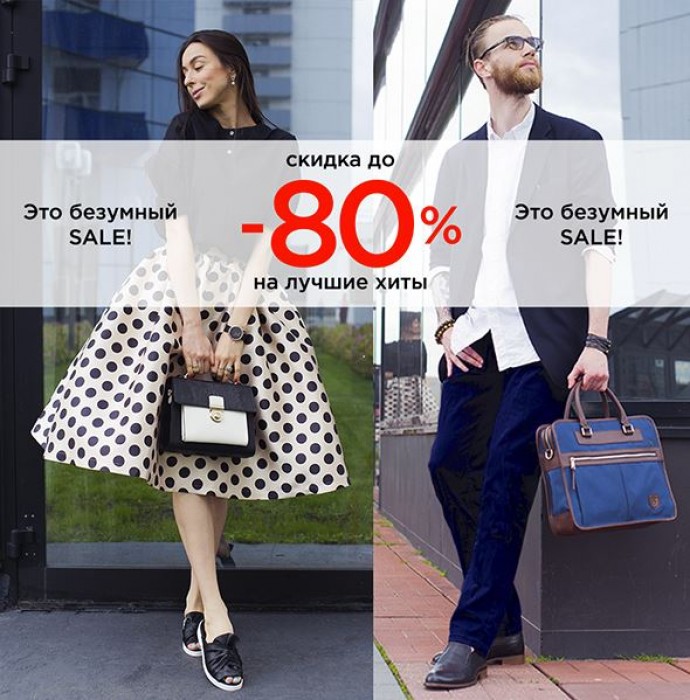 скидка до
Это безумный
SALE!
-80%
Это безумный
SALE!
на лучшие хиты